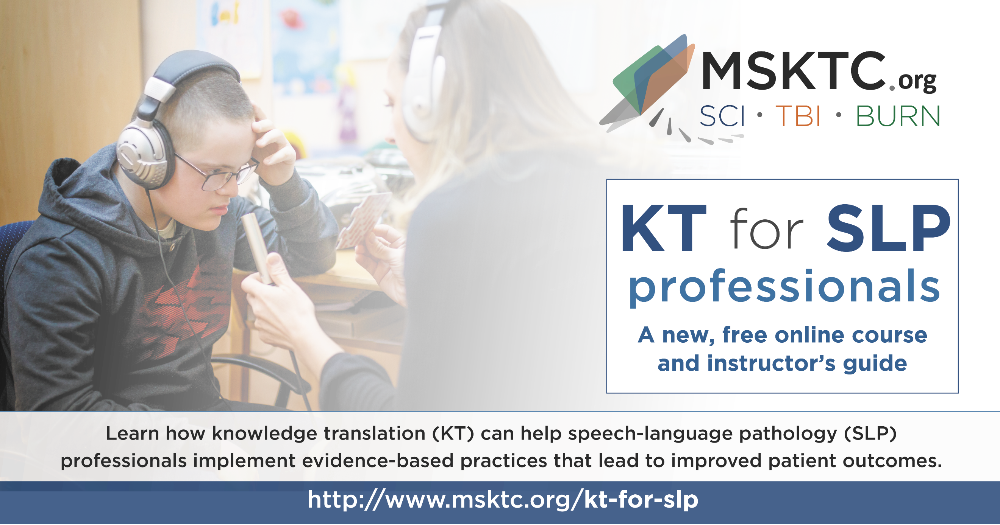 MSKTC.org
SCI • TBI • BURN
KT for SLP
professionals
A new, free online course
and instructor’s guide
Learn how knowledge translation (KT) can help speech-language pathology (SLP)
professionals implement evidence-based practices that lead to improved patient outcomes.
http://www.msktc.org/kt-for-slp